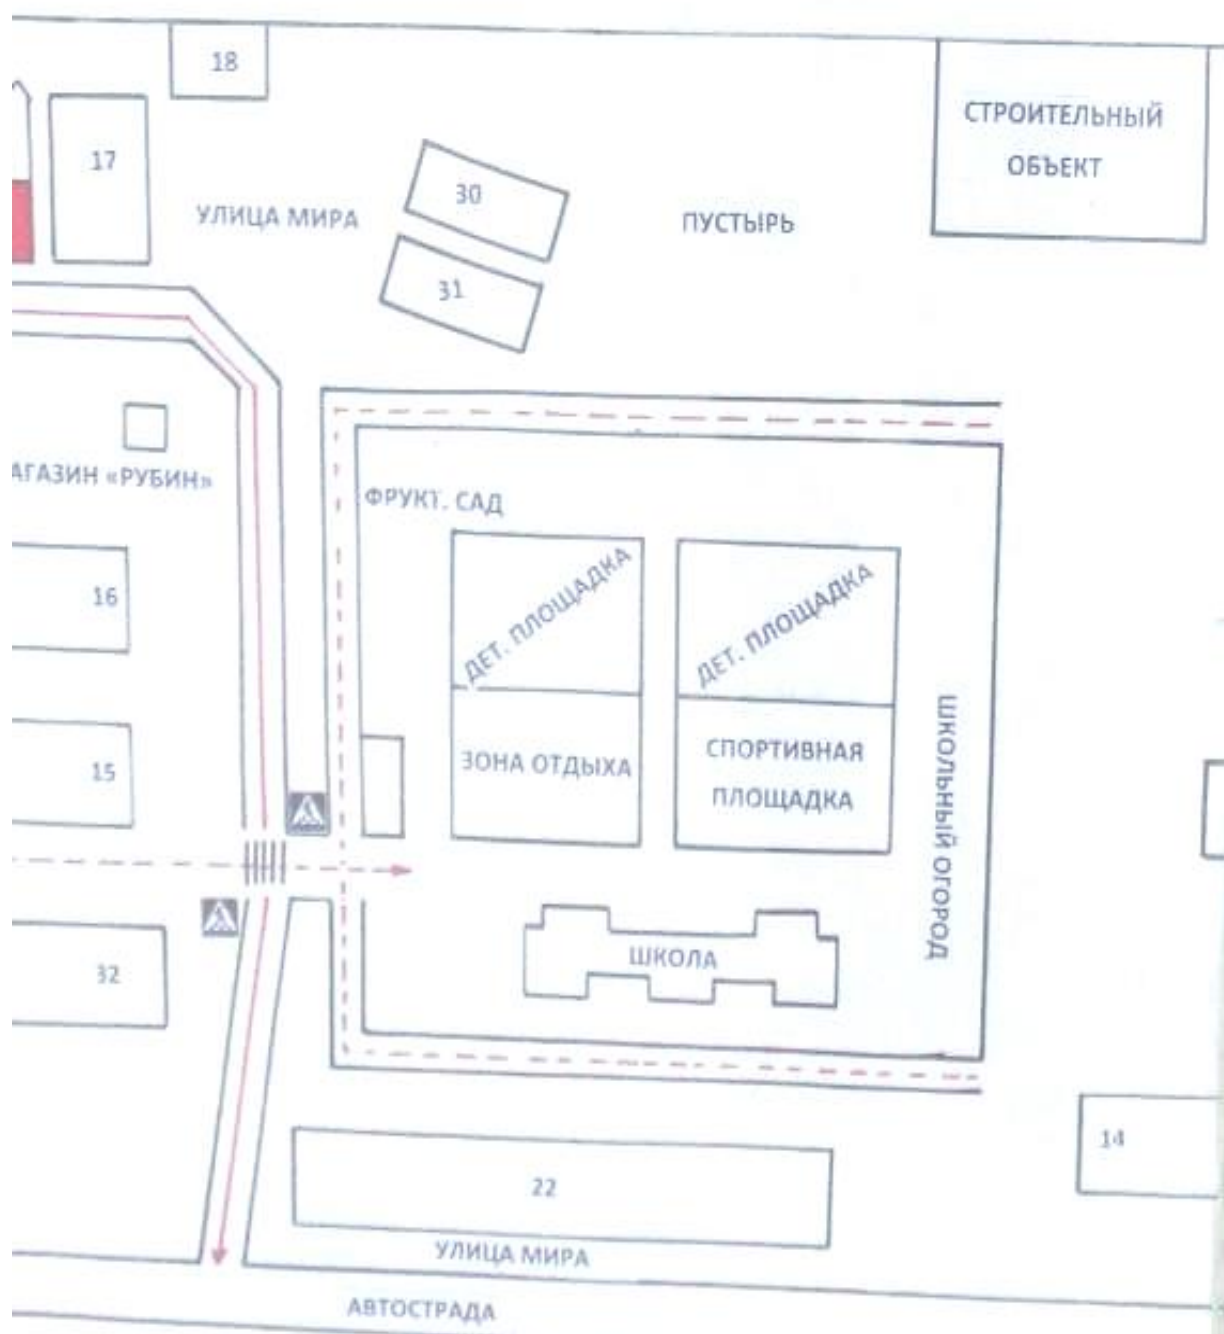 18
СТРОИТЕЛЬНЫЙ
ОБЪЕКТ
17
30
УЛИЦА МИРА
ПУСТЫРЬ
31
АГАЗИН «РУБИН»
ФРУКТ. САД
ДЕТ. ПЛОЩАДКА
ДЕТ. ПЛОЩАДКА
16
15
ЗОНА ОТДЫХА
СПОРТИВНАЯ
ПЛОЩАДКА
ШКОЛЬНЫЙ ОГОРОД
ШКОЛА
32
14
22
УЛИЦА МИРА
АВТОСТРАДА